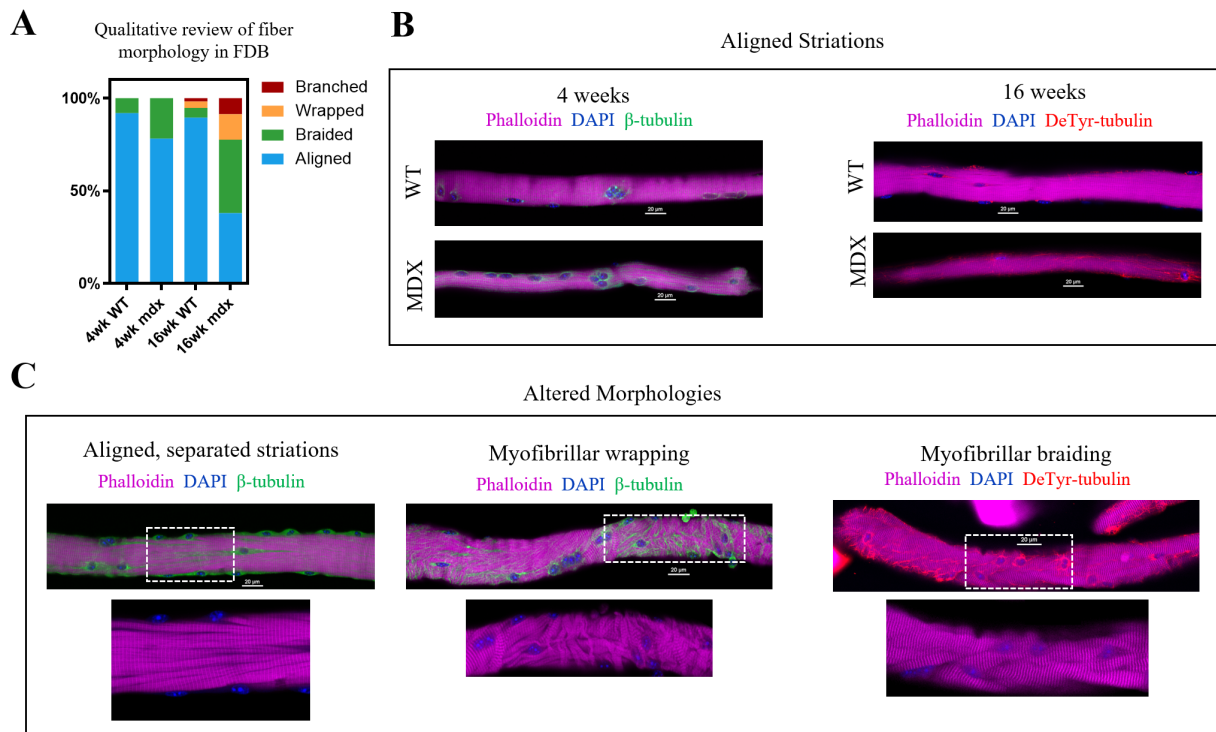 A
Qualitative review of fiber
morphology in FDB
100%
50%
0%
4wk WT
4wk mdx
16wk WT
16wk mdx
Branched
Wrapped
Braided
Aligned
B
Aligned Striations
4 weeks
Phalloidin DAPI β-tubulin
WT
20 µm
MDX
20 µm
16 weeks
Phalloidin DAPI DeTyr-tubulin
WT
20 µm
MDX
20 µm
C
Altered Morphologies
Aligned, separated striations
Phalloidin DAPI β-tubulin
20 µm
Myofibrillar wrapping
Phalloidin DAPI β-tubulin
20 µm
Myofibrillar braiding
Phalloidin DAPI DeTyr-tubulin
20 µm